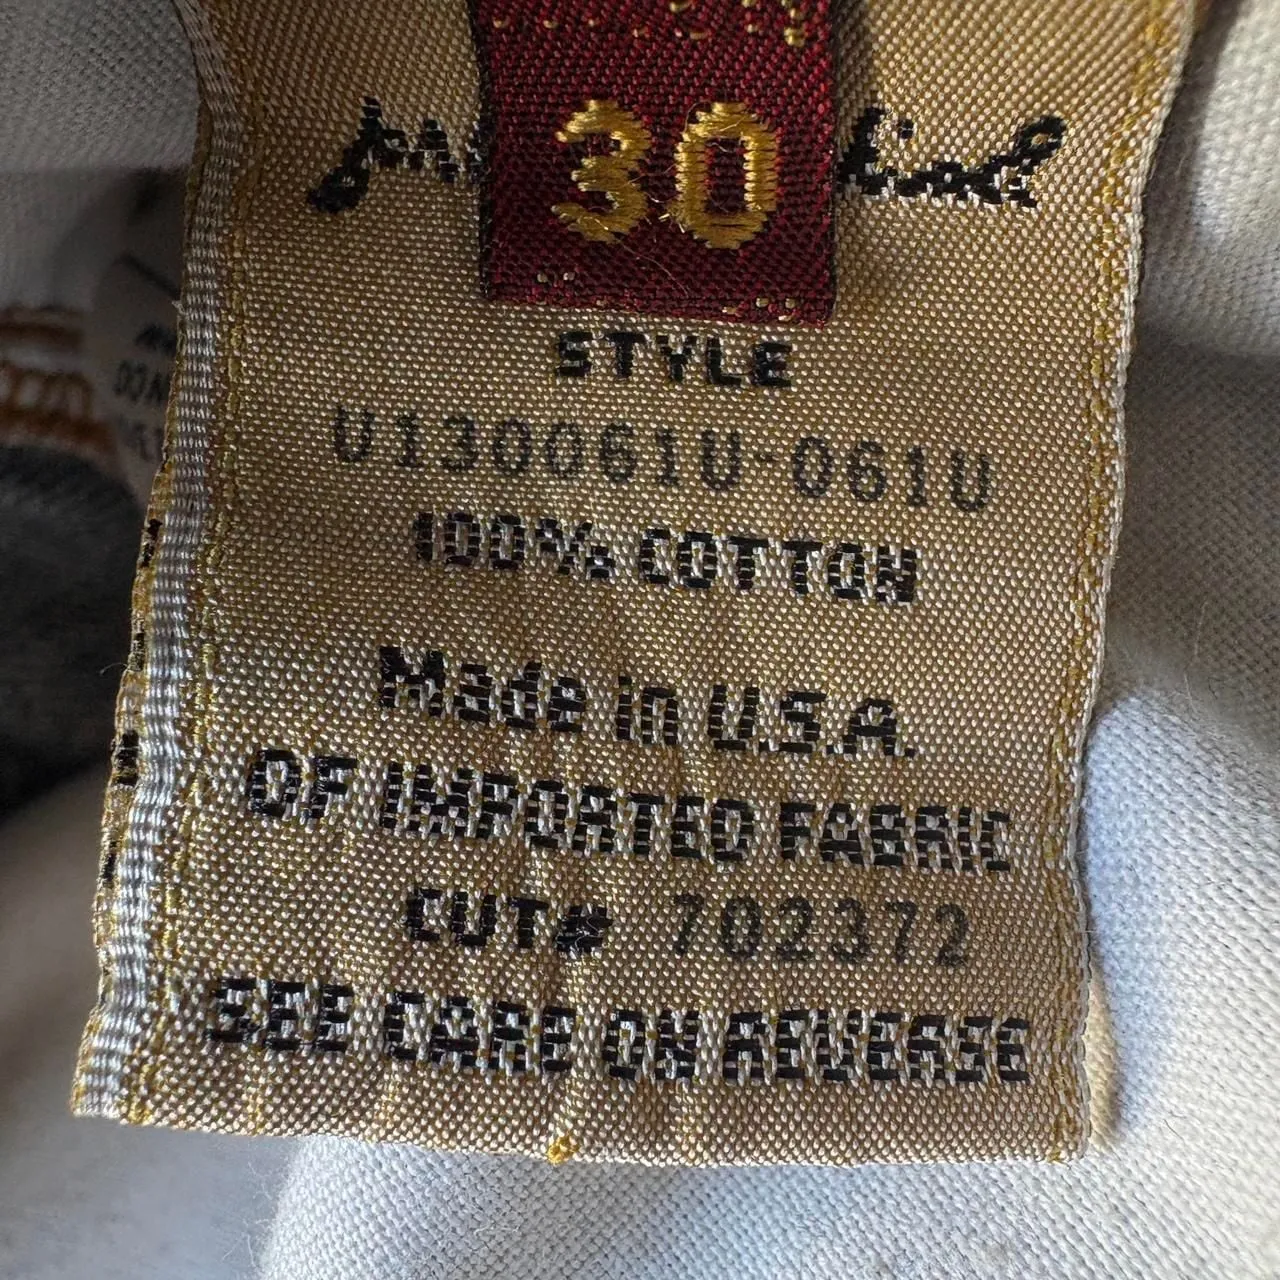 30
STYLE
U130061U-061U
100% COTTON
Made in U.S.A.
OF IMPORTED FABRIC
CUT# 702372
SEE CARE ON REVERSE